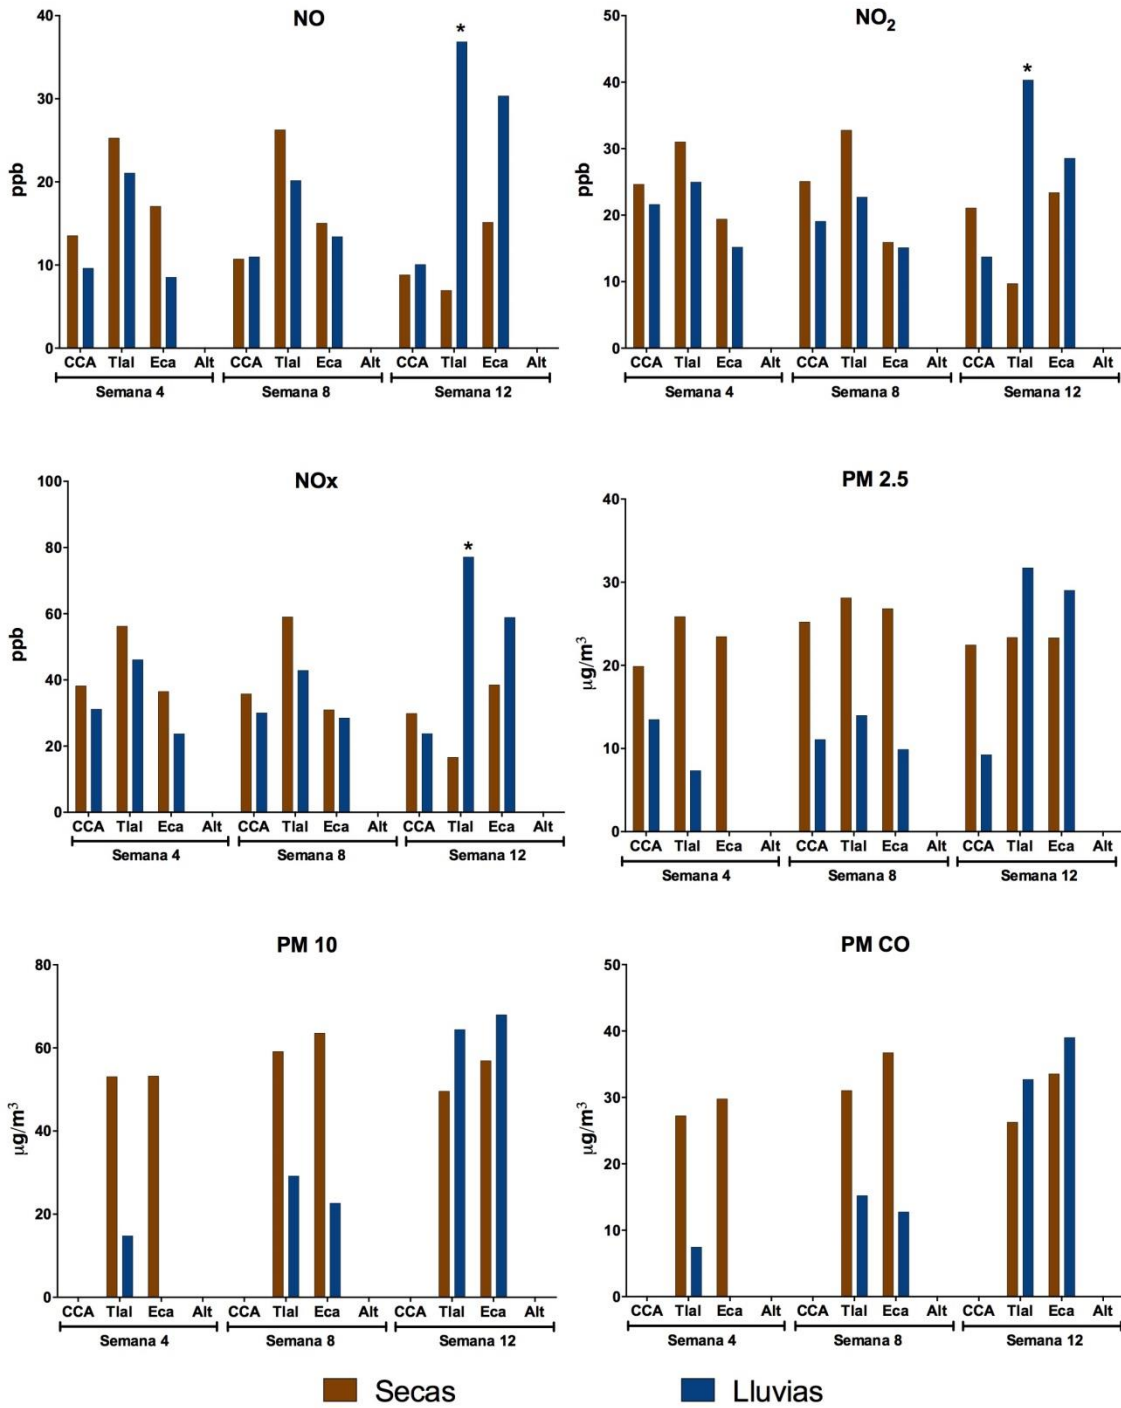 NO
ppb
40
30
20
10
0
*
CCA Tlal Eca Alt CCA Tlal Eca Alt CCA Tlal Eca Alt
Semana 4 Semana 8 Semana 12
NO₂
ppb
50
40
30
20
10
0
*
CCA Tlal Eca Alt CCA Tlal Eca Alt CCA Tlal Eca Alt
Semana 4 Semana 8 Semana 12
NOx
ppb
100
80
60
40
20
0
*
CCA Tlal Eca Alt CCA Tlal Eca Alt CCA Tlal Eca Alt
Semana 4 Semana 8 Semana 12
PM 2.5
µg/m³
40
30
20
10
0
CCA Tlal Eca Alt CCA Tlal Eca Alt CCA Tlal Eca Alt
Semana 4 Semana 8 Semana 12
PM 10
µg/m³
80
60
40
20
0
CCA Tlal Eca Alt CCA Tlal Eca Alt CCA Tlal Eca Alt
Semana 4 Semana 8 Semana 12
PM CO
µg/m³
50
40
30
20
10
0
CCA Tlal Eca Alt CCA Tlal Eca Alt CCA Tlal Eca Alt
Semana 4 Semana 8 Semana 12
Secas Lluvias